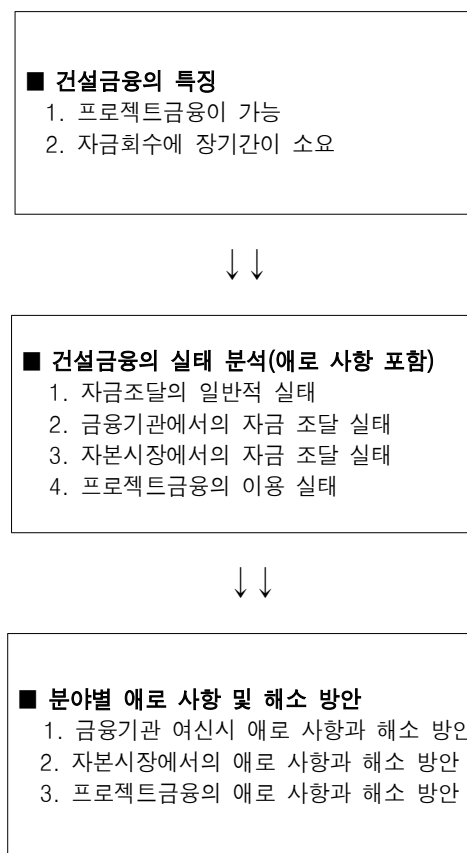 ■ 건설금융의 특징
1. 프로젝트금융이 가능
2. 자금회수에 장기간이 소요
↓↓
■ 건설금융의 실태 분석(애로 사항 포함)
1. 자금조달의 일반적 실태
2. 금융기관에서의 자금 조달 실태
3. 자본시장에서의 자금 조달 실태
4. 프로젝트금융의 이용 실태
↓↓
■ 분야별 애로 사항 및 해소 방안
1. 금융기관 여신시 애로 사항과 해소 방안
2. 자본시장에서의 애로 사항과 해소 방안
3. 프로젝트금융의 애로 사항과 해소 방안